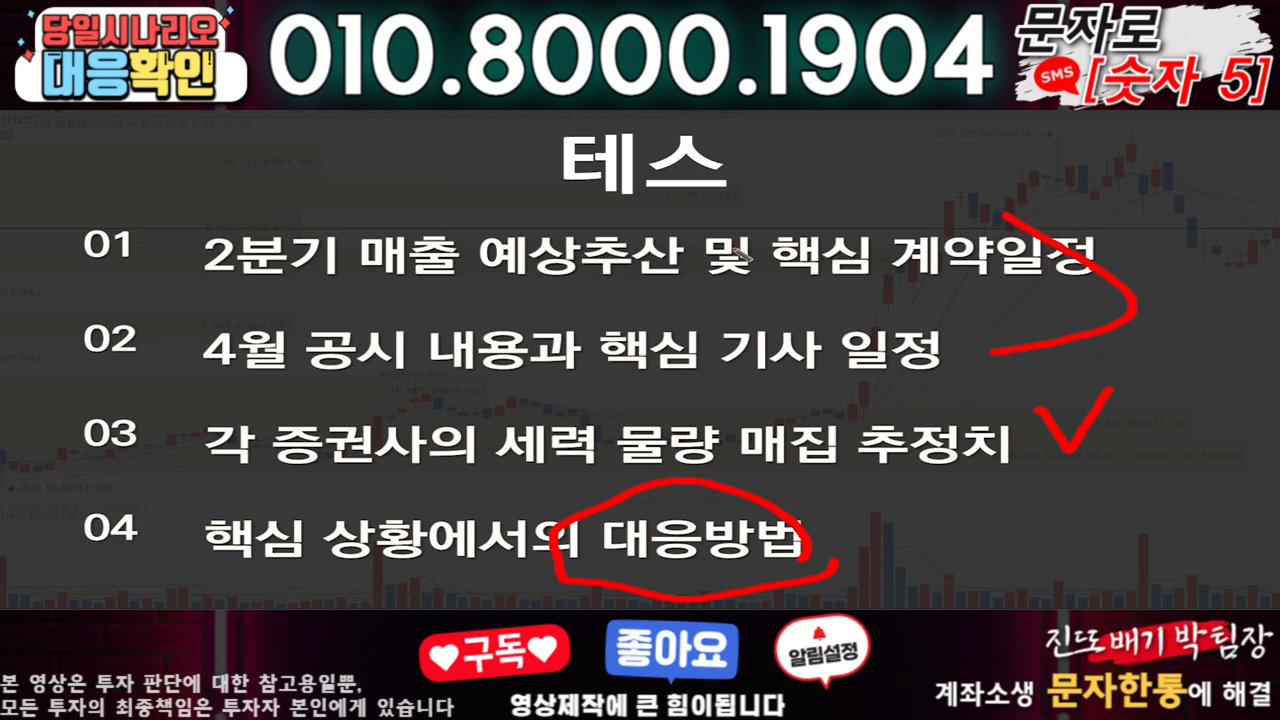 당일시나리오
대응확인
010.8000.1904
문자로
SMS
[숫자 5]
테스
01 2분기 매출 예상추산 및 핵심 계약일정
02 4월 공시 내용과 핵심 기사 일정
03 각 증권사의 세력 물량 매집 추정치
04 핵심 상황에서의 대응방법
구독 좋아요 알림설정
영상제작에 큰 힘이됩니다
본 영상은 투자 판단에 대한 참고용일뿐,
모든 투자의 최종책임은 투자자 본인에게 있습니다
진또배기 박팀장
계좌소생 문자한통에 해결